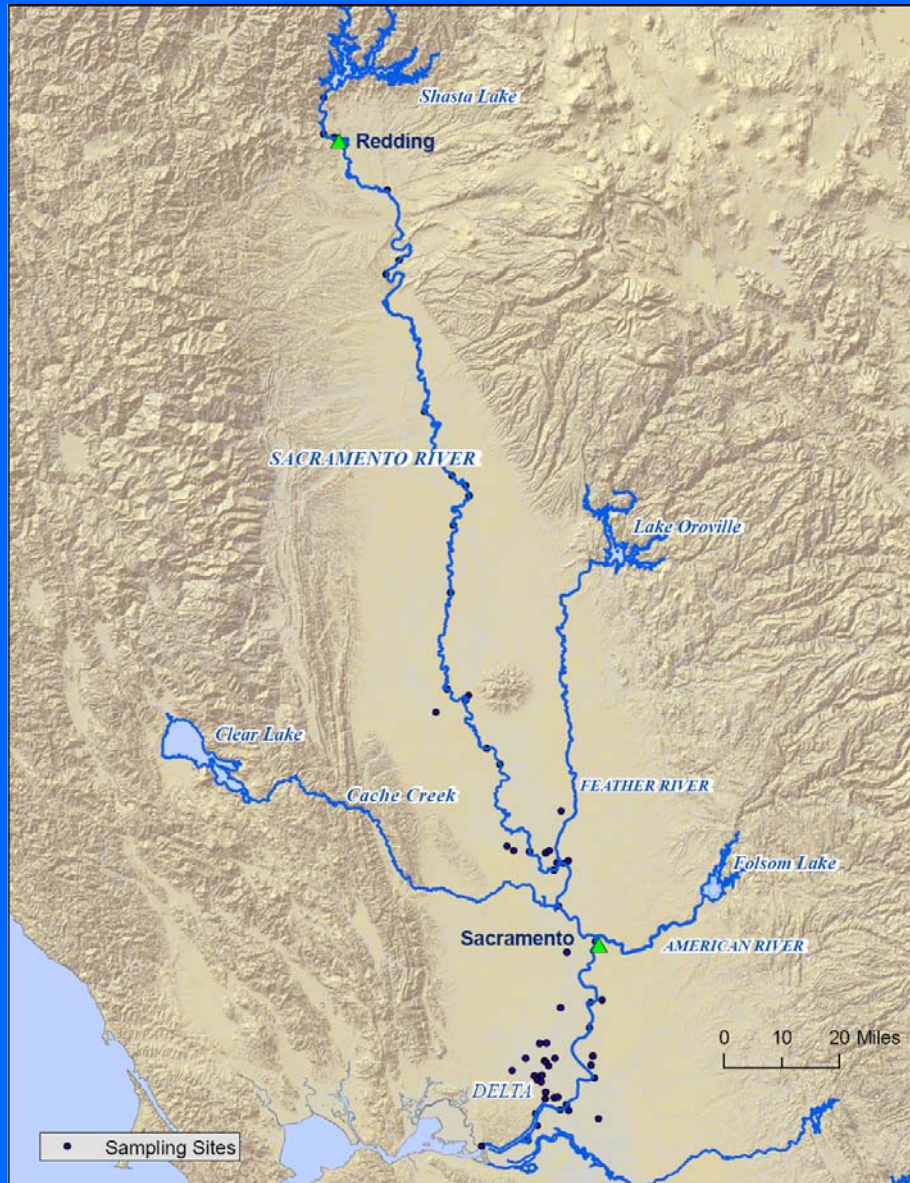 Shasta Lake
Redding
SACRAMENTO RIVER
Lake Oroville
Clear Lake
Cache Creek
FEATHER RIVER
Folsom Lake
Sacramento
AMERICAN RIVER
0 10 20 Miles
DELTA
Sampling Sites